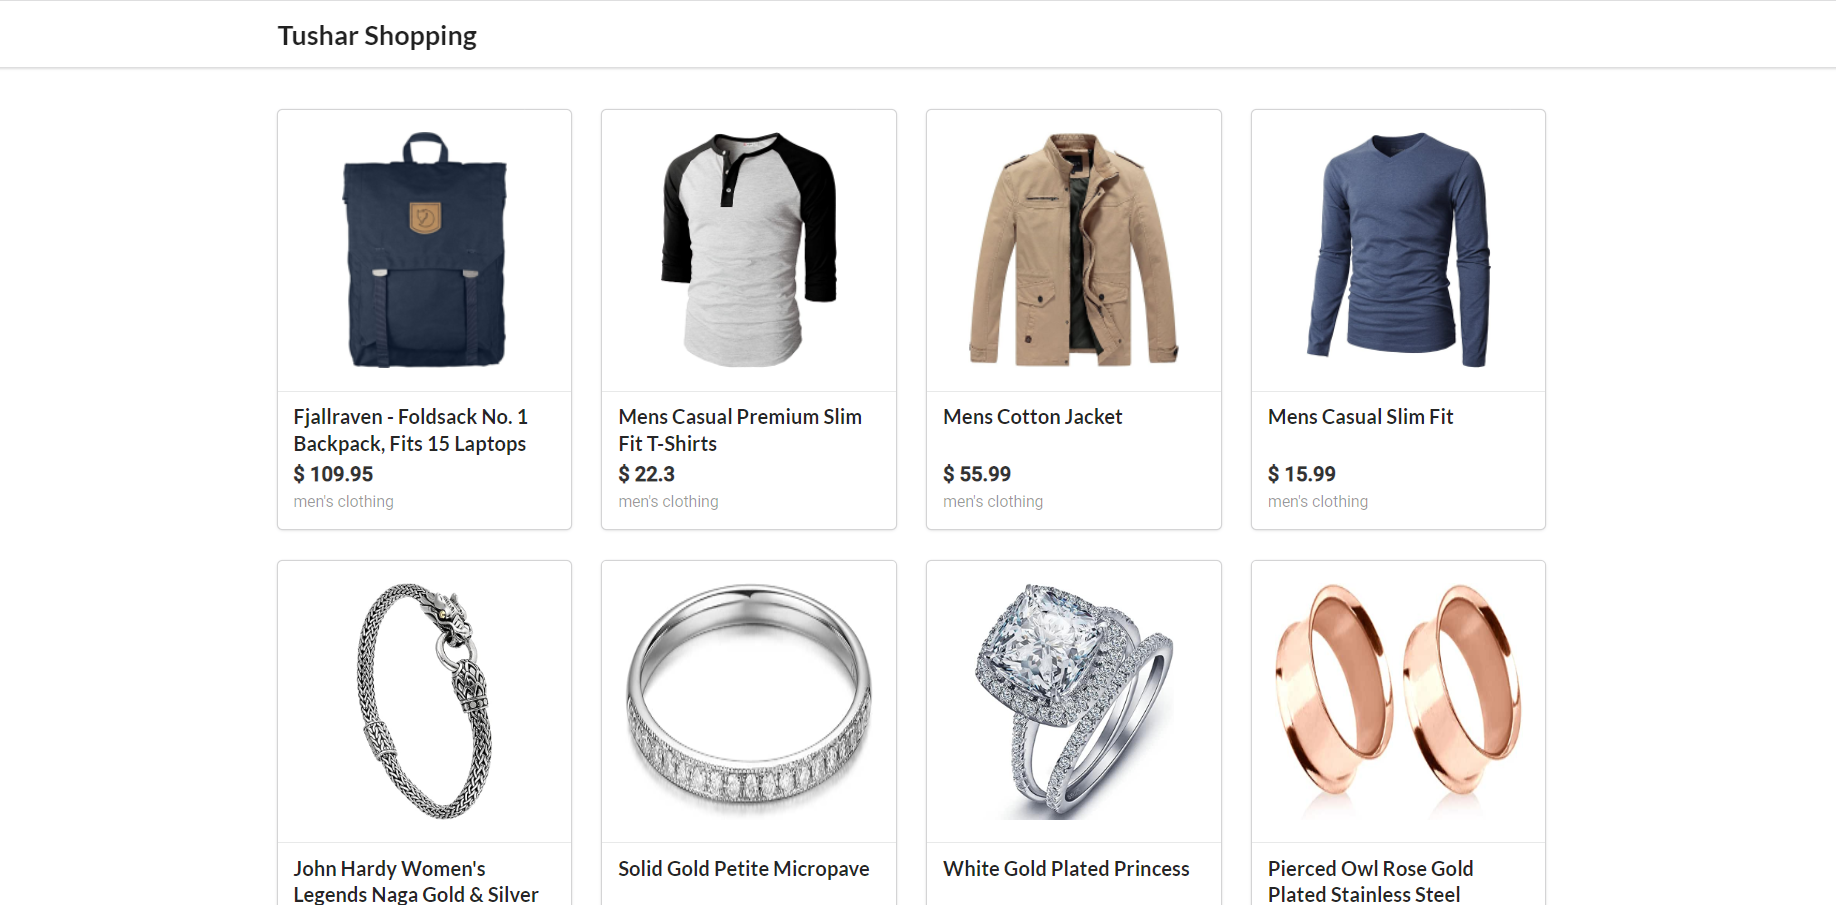 Tushar Shopping
Fjallraven - Foldsack No. 1
Backpack, Fits 15 Laptops
$ 109.95
men's clothing
Mens Casual Premium Slim
Fit T-Shirts
$ 22.3
men's clothing
Mens Cotton Jacket
$ 55.99
men's clothing
Mens Casual Slim Fit
$ 15.99
men's clothing
John Hardy Women's
Legends Naga Gold & Silver
Solid Gold Petite Micropave
White Gold Plated Princess
Pierced Owl Rose Gold
Plated Stainless Steel